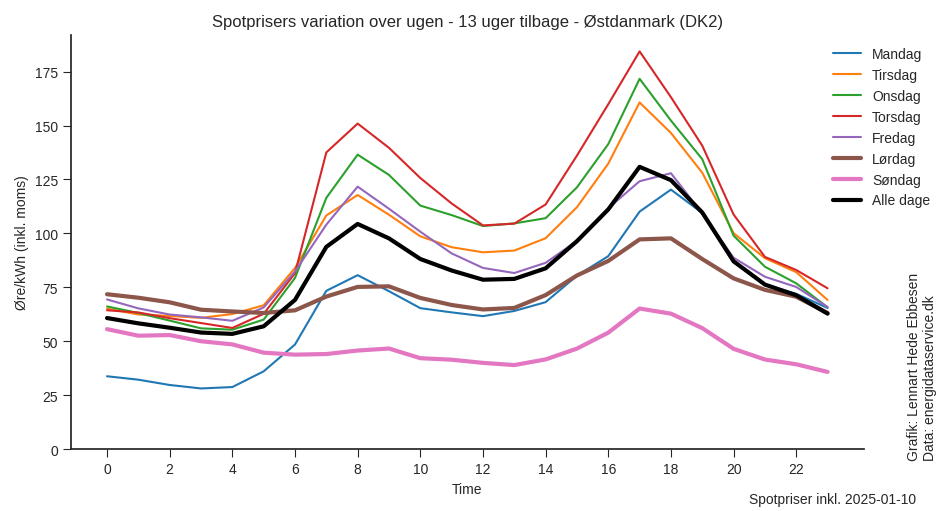 Spotprisers variation over ugen - 13 uger tilbage - Østdanmark (DK2)
Øre/kWh (inkl. moms)
175
150
125
100
75
50
25
0
0 2 4 6 8 10 12 14 16 18 20 22
Time
Mandag
Tirsdag
Onsdag
Torsdag
Fredag
Lørdag
Søndag
Alle dage
Grafik: Lennart Hede Ebbesen
Data: energidataservice.dk
Spotpriser inkl. 2025-01-10